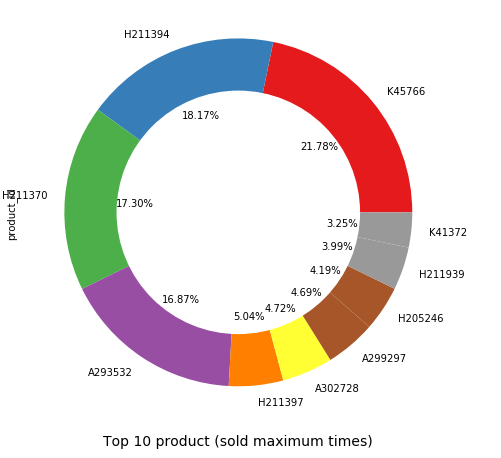 H211394
K45766
18.17%
21.78%
H211370
product_id
17.30%
3.25%
K41372
3.99%
H211939
4.19%
H205246
4.69%
A299297
4.72%
A302728
5.04%
H211397
16.87%
A293532
Top 10 product (sold maximum times)